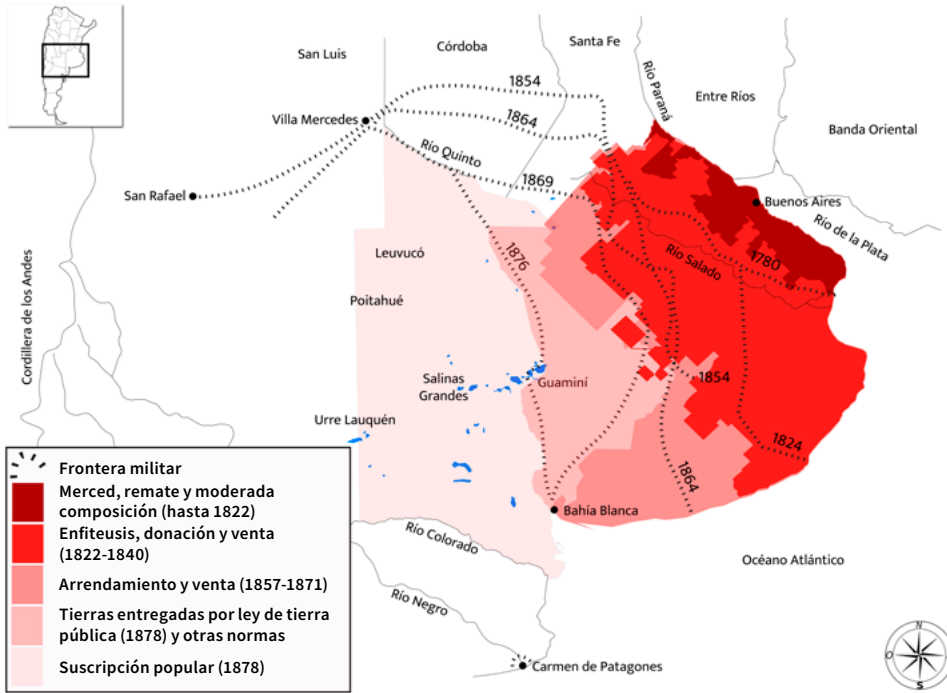 San Luis
Córdoba
Santa Fe
Río Paraná
Entre Ríos
Banda Oriental
1854
1864
Villa Mercedes
Río Quinto
1869
San Rafael
Buenos Aires
Río de la Plata
1780
Río Salado
Leuvucó
1876
Cordillera de los Andes
Poitahué
Salinas
Grandes
Guaminí
1854
Urre Lauquén
1824
1864
Bahía Blanca
Río Colorado
Océano Atlántico
Río Negro
Carmen de Patagones
Frontera militar
Merced, remate y moderada
composición (hasta 1822)
Enfiteusis, donación y venta
(1822-1840)
Arrendamiento y venta (1857-1871)
Tierras entregadas por ley de tierra
pública (1878) y otras normas
Suscripción popular (1878)
N
O
E
S